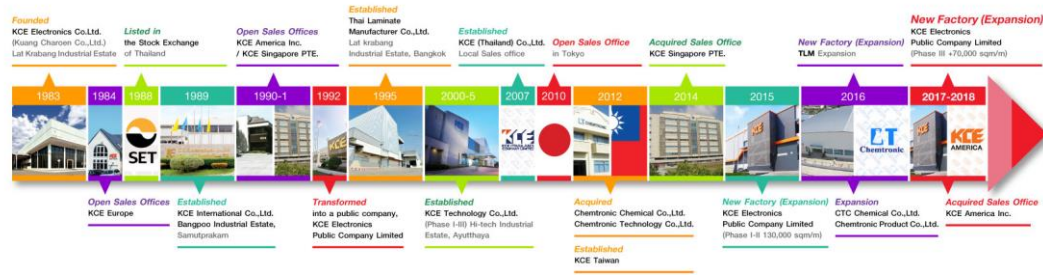 Founded
KCE Electronics Co.Ltd.
(Kuang Charoen Co.,Ltd.)
Lat Krabang Industrial Estate
Listed in
the Stock Exchange
of Thailand
Open Sales Offices
KCE America Inc.
/ KCE Singapore PTE.
Established
Thai Laminate
Manufacturer Co.,Ltd.
Lat krabang
Industrial Estate, Bangkok
Established
KCE (Thailand) Co.,Ltd.
Local Sales office
Open Sales Office
in Tokyo
Acquired Sales Office
KCE Singapore PTE.
New Factory (Expansion)
TLM Expansion
New Factory (Expansion)
KCE Electronics
Public Company Limited
(Phase III +70,000 sqm/m)
1983
1984
1988
1989
1990-1
1992
1995
2000-5
2007
2010
2012
2014
2015
2016
2017-2018
SET
KCE
KCE
CT
Chemtronic
KCE
AMERICA
Open Sales Offices
KCE Europe
Established
KCE International Co.,Ltd.
Bangpoo Industrial Estate,
Samutprakarn
Transformed
into a public company,
KCE Electronics
Public Company Limited
Established
KCE Technology Co.,Ltd.
(Phase I-III) Hi-tech Industrial
Estate, Ayutthaya
Acquired
Chemtronic Chemical Co.,Ltd.
Chemtronic Technology Co.,Ltd.
Established
KCE Taiwan
New Factory (Expansion)
KCE Electronics
Public Company Limited
(Phase I-II 130,000 sqm/m)
Expansion
CTC Chemical Co.,Ltd.
Chemtronic Product Co.,Ltd.
Acquired Sales Office
KCE America Inc.